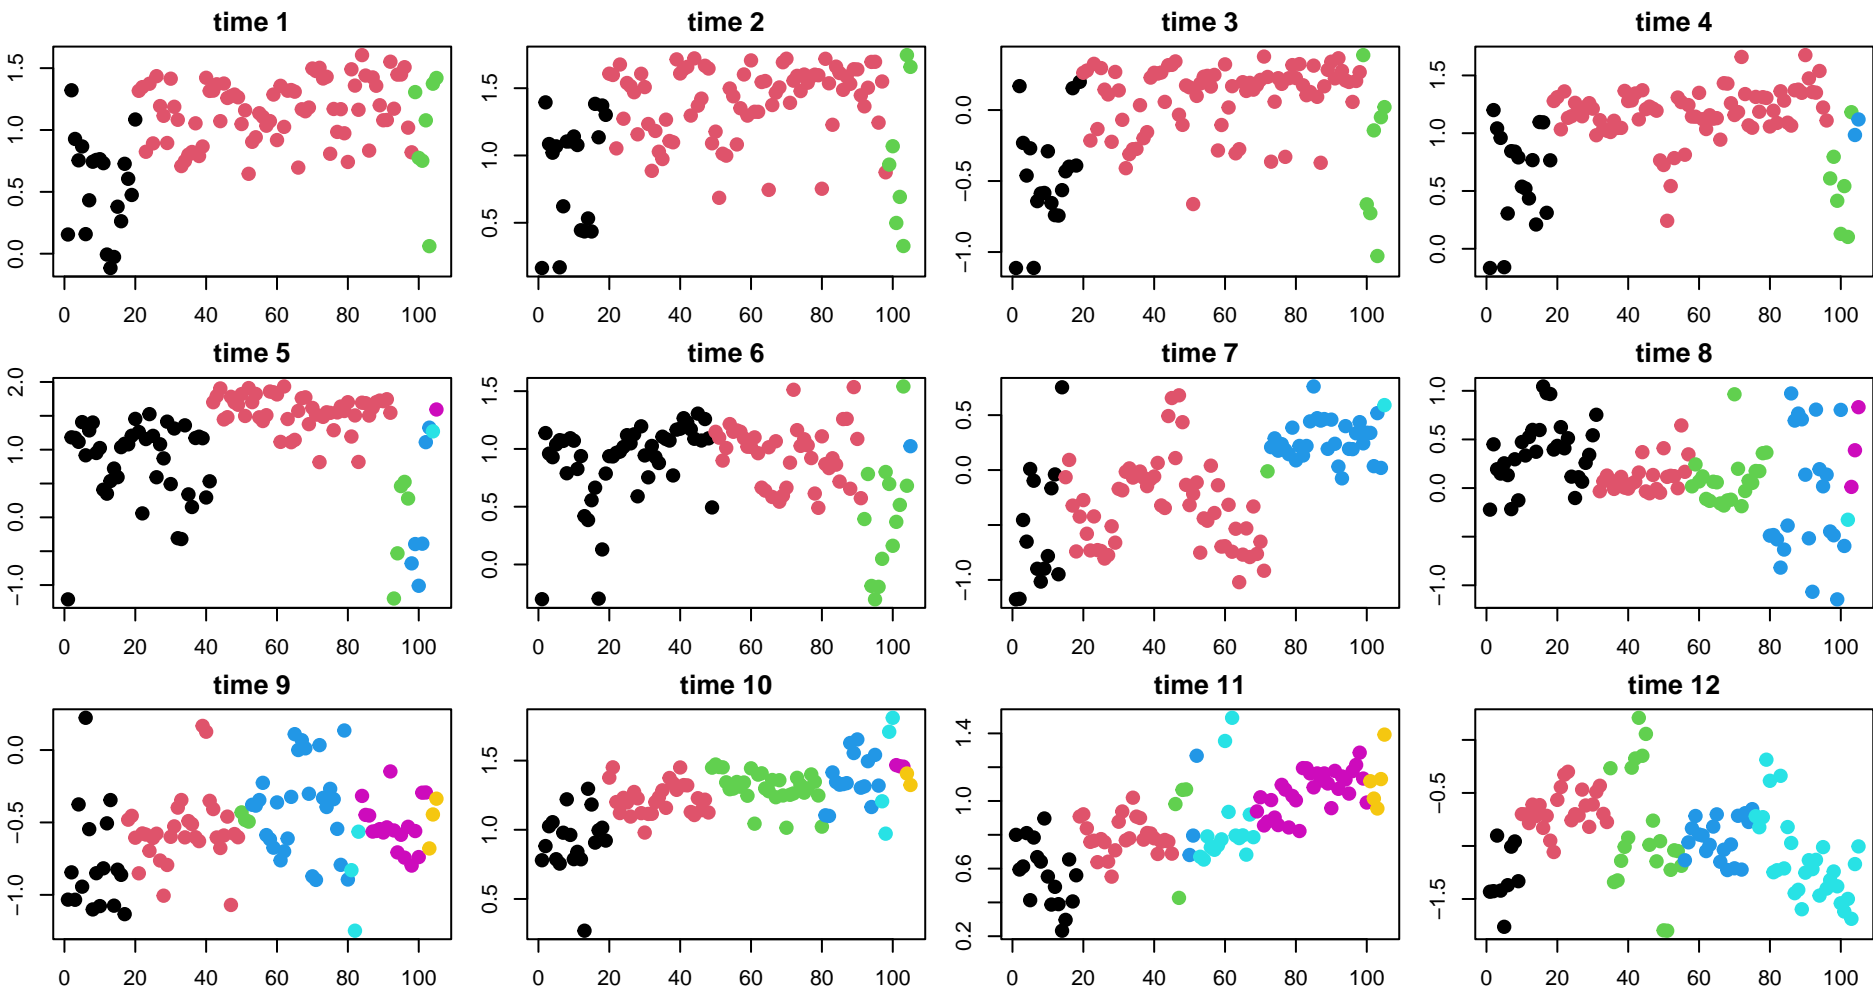 time 1 time 2 time 3 time 4
0.0 0.5 1.0 1.5 0.5 1.0 1.5 −1.0 −0.5 0.0 0.0 0.5 1.0 1.5
0 20 40 60 80 100 0 20 40 60 80 100 0 20 40 60 80 100 0 20 40 60 80 100
time 5 time 6 time 7 time 8
−1.0 0.0 1.0 2.0 0.0 0.5 1.0 1.5 −1.0 0.0 0.5 −1.0 0.0 0.5 1.0
0 20 40 60 80 100 0 20 40 60 80 100 0 20 40 60 80 100 0 20 40 60 80 100
time 9 time 10 time 11 time 12
−1.0 −0.5 0.0 0.5 1.0 1.5 0.2 0.6 1.0 1.4 −1.5 −0.5
0 20 40 60 80 100 0 20 40 60 80 100 0 20 40 60 80 100 0 20 40 60 80 100